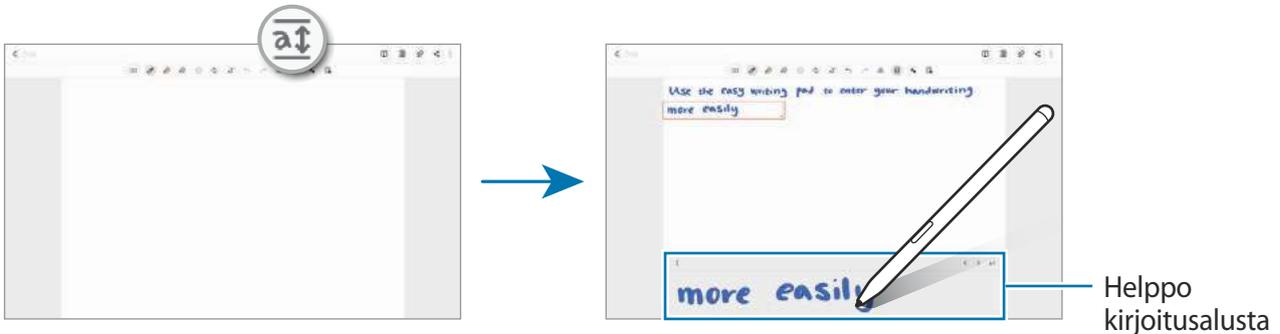 a
Use the easy writing pad to enter your handwriting
more easily
more easily
Helppo
kirjoitusalusta